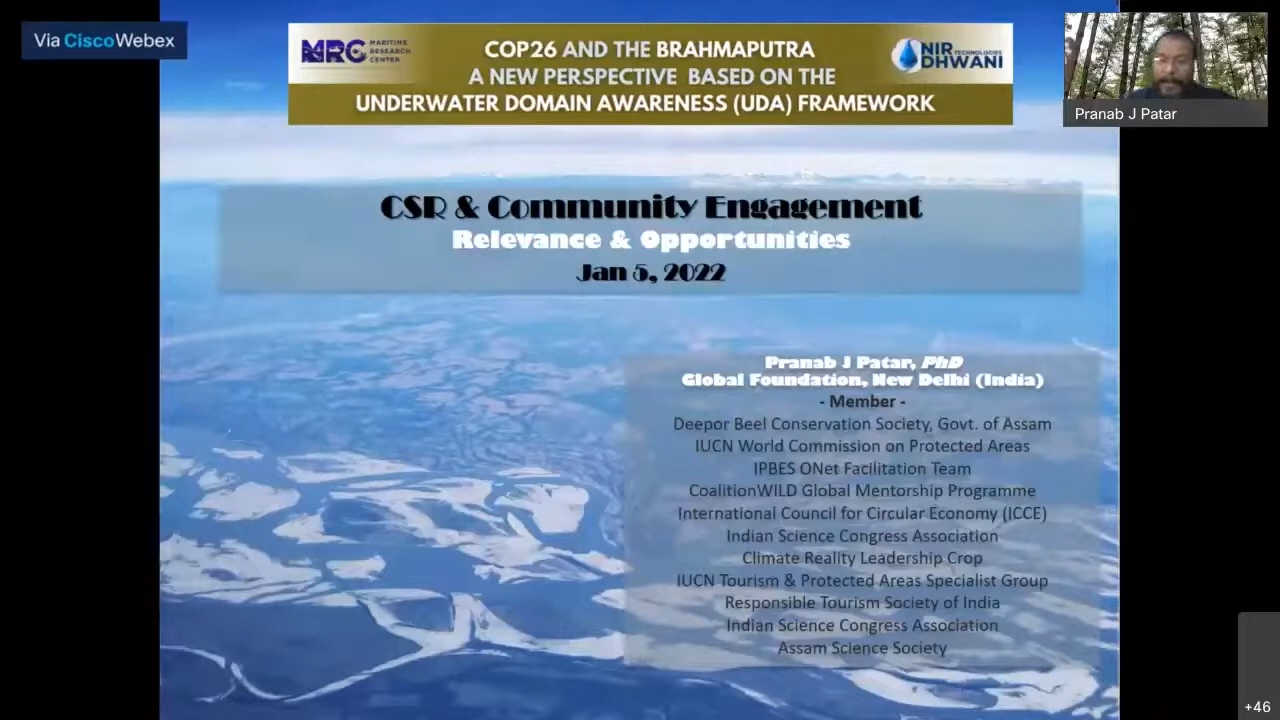 Via CiscoWebex
MRC MARITIME RESEARCH CENTER
COP26 AND THE BRAHMAPUTRA
A NEW PERSPECTIVE BASED ON THE
UNDERWATER DOMAIN AWARENESS (UDA) FRAMEWORK
NIR DHWANI TECHNOLOGIES
Pranab J Patar
CSR & Community Engagement
Relevance & Opportunities
Jan 5, 2022
Pranab J Patar, PhD
Global Foundation, New Delhi (India)
- Member -
Deepor Beel Conservation Society, Govt. of Assam
IUCN World Commission on Protected Areas
IPBES ONet Facilitation Team
CoalitionWILD Global Mentorship Programme
International Council for Circular Economy (ICCE)
Indian Science Congress Association
Climate Reality Leadership Crop
IUCN Tourism & Protected Areas Specialist Group
Responsible Tourism Society of India
Indian Science Congress Association
Assam Science Society
+46